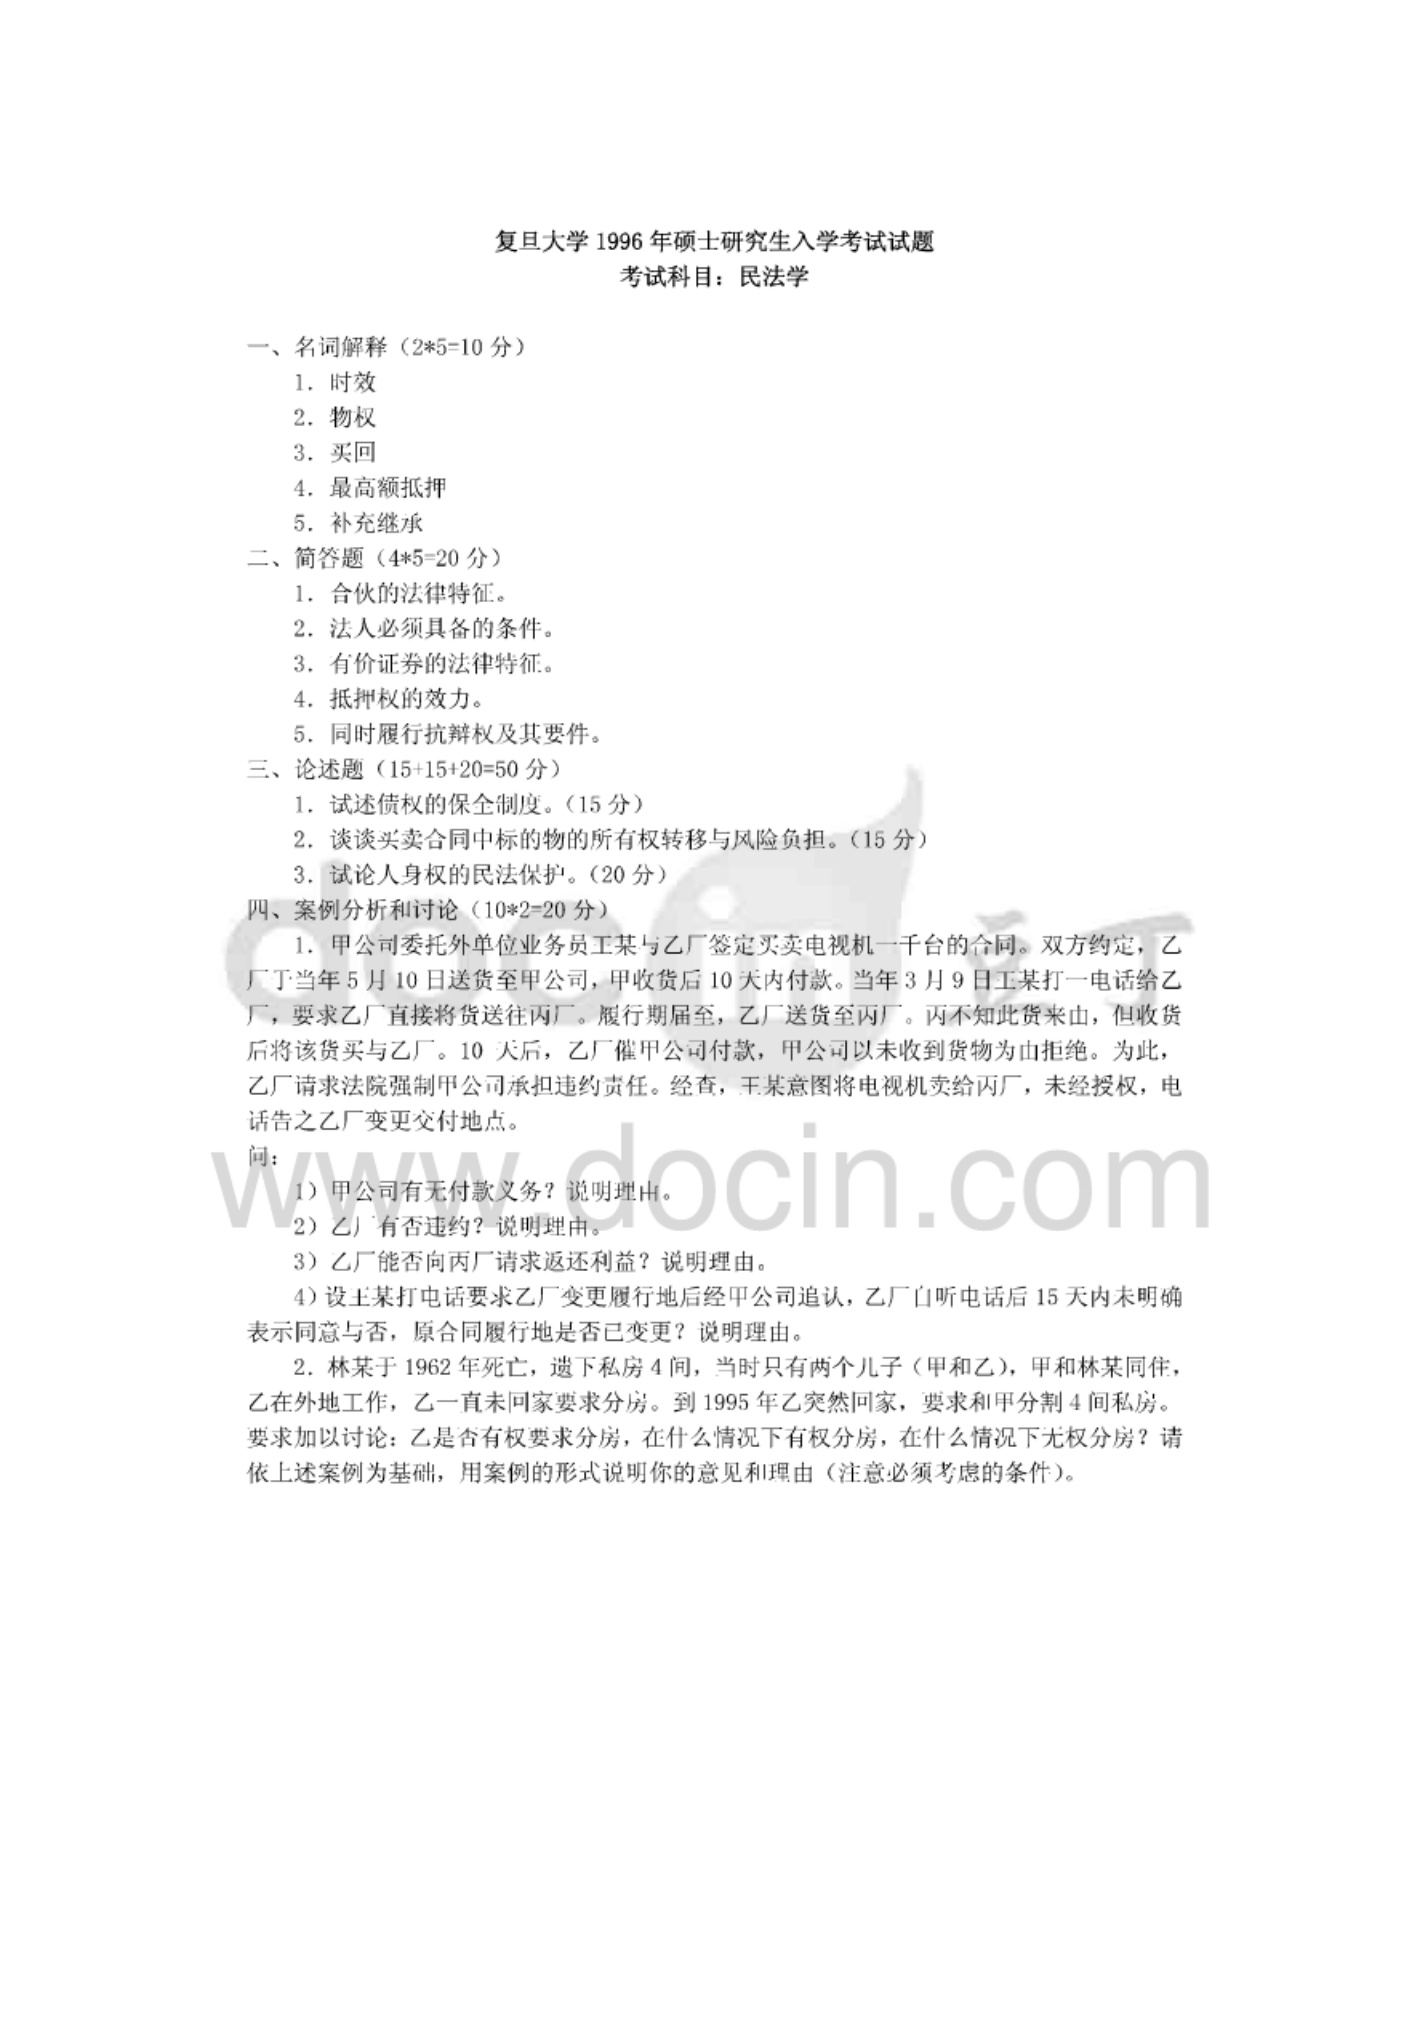 复旦大学 1996 年硕士研究生入学考试试题
考试科目：民法学
一、名词解释（2*5=10 分）
1．时效
2．物权
3．买回
4．最高额抵押
5．补充继承
二、简答题（4*5=20 分）
1．合伙的法律特征。
2．法人必须具备的条件。
3．有价证券的法律特征。
4．抵押权的效力。
5．同时履行抗辩权及其要件。
三、论述题（15+15+20=50 分）
1．试述债权的保全制度。（15 分）
2．谈谈买卖合同中标的物的所有权转移与风险负担。（15 分）
3．试论人身权的民法保护。（20 分）
四、案例分析和讨论（10*2=20 分）
1．甲公司委托外单位业务员王某与乙厂签定买卖电视机一千台的合同。双方约定，乙
厂于当年 5 月 10 日送货至甲公司，甲收货后 10 天内付款。当年 3 月 9 日王某打一电话给乙
厂，要求乙厂直接将货送往丙厂。履行期届至，乙厂送货至丙厂。丙不知此货来由，但收货
后将该货买与乙厂。10 天后，乙厂催甲公司付款，甲公司以未收到货物为由拒绝。为此，
乙厂请求法院强制甲公司承担违约责任。经查，王某意图将电视机卖给丙厂，未经授权，电
话告之乙厂变更交付地点。
问：
1）甲公司有无付款义务？说明理由。
2）乙厂有否违约？说明理由。
3）乙厂能否向丙厂请求返还利益？说明理由。
4）设王某打电话要求乙厂变更履行地后经甲公司追认，乙厂自听电话后 15 天内未明确
表示同意与否，原合同履行地是否已变更？说明理由。
2．林某于 1962 年死亡，遗下私房 4 间，当时只有两个儿子（甲和乙），甲和林某同住，
乙在外地工作，乙一直未回家要求分房。到 1995 年乙突然回家，要求和甲分割 4 间私房。
要求加以讨论：乙是否有权要求分房，在什么情况下有权分房，在什么情况下无权分房？请
依上述案例为基础，用案例的形式说明你的意见和理由（注意必须考虑的条件）。
docin 豆丁
www.docin.com